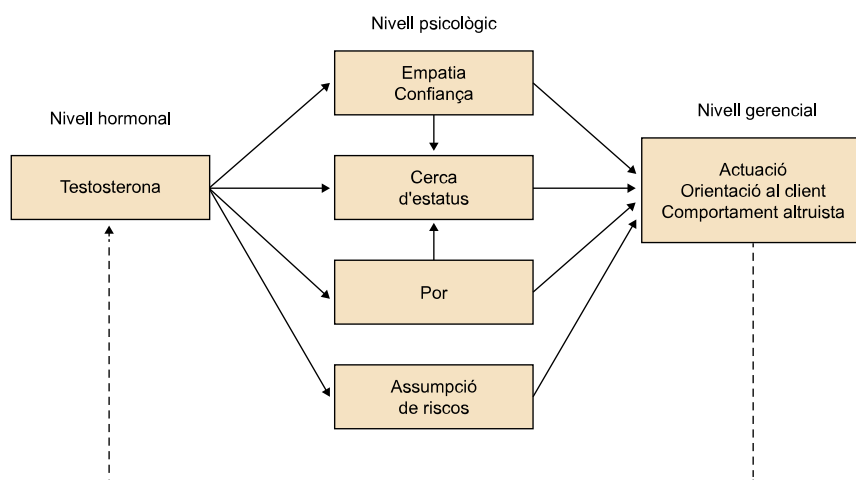 Nivell psicològic
Empatia
Confiança
Nivell hormonal
Nivell gerencial
Testosterona
Cerca
d'estatus
Actuació
Orientació al client
Comportament altruista
Por
Assumpció
de riscos